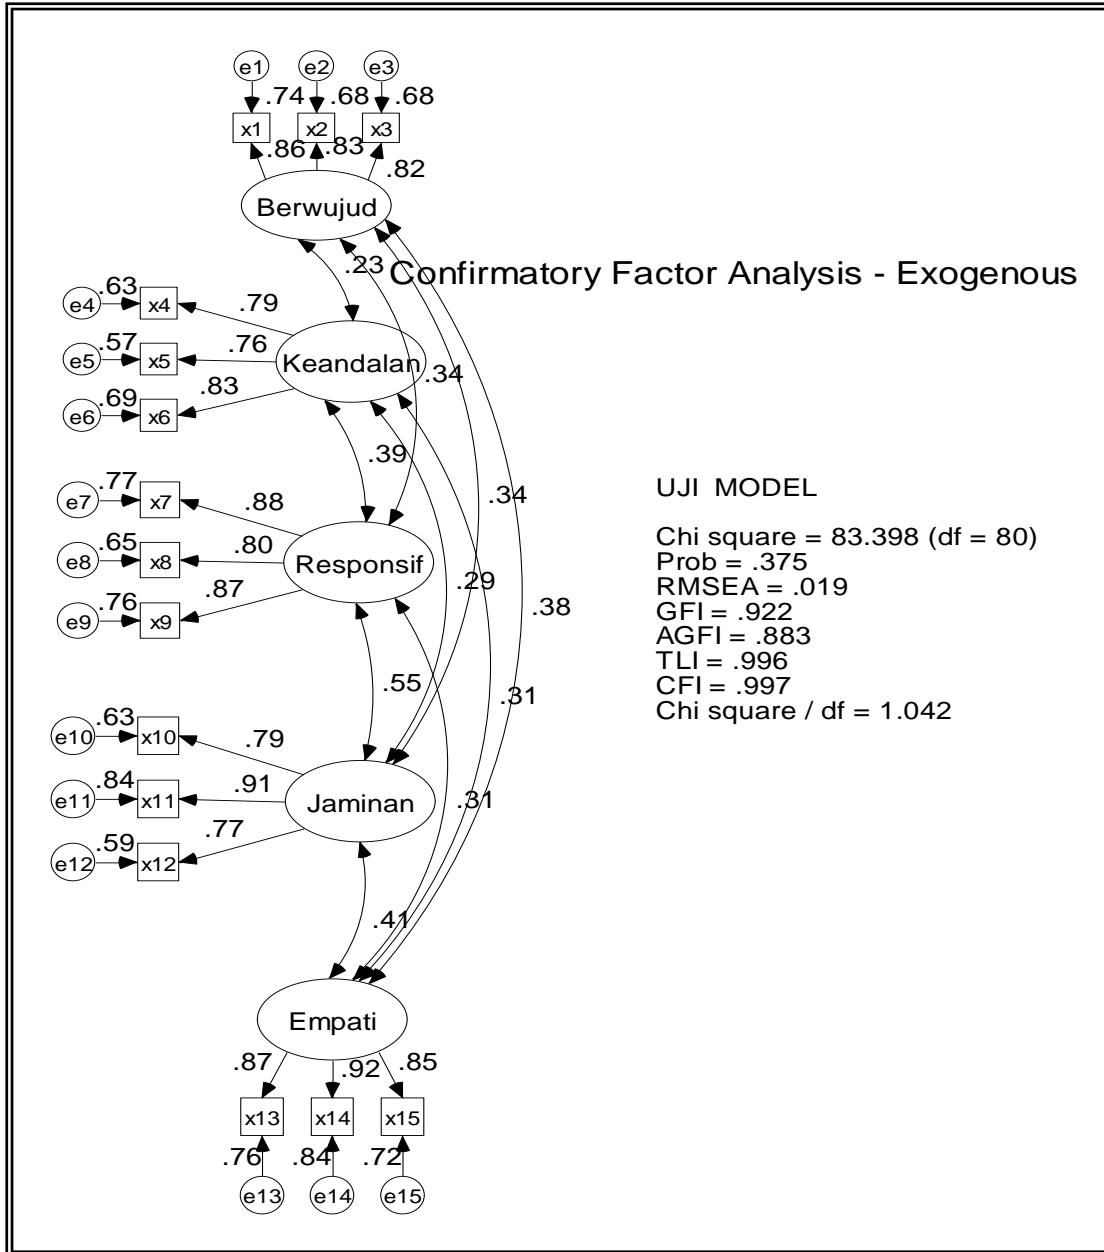 e1 e2 e3
.74 .68 .68
x1 x2 x3
.86 .83 .82
Berwujud
.23
Confirmatory Factor Analysis - Exogenous
e4 .63 x4 .79
e5 .57 x5 .76
e6 .69 x6 .83
Keandalan
.34
.39
e7 .77 x7 .88
e8 .65 x8 .80
e9 .76 x9 .87
Responsif
.34
.29
.38
.55
.31
e10 .63 x10 .79
e11 .84 x11 .91
e12 .59 x12 .77
Jaminan
.31
.41
Empati
.87 .92 .85
x13 x14 x15
.76 .84 .72
e13 e14 e15
UJI MODEL
Chi square = 83.398 (df = 80)
Prob = .375
RMSEA = .019
GFI = .922
AGFI = .883
TLI = .996
CFI = .997
Chi square / df = 1.042